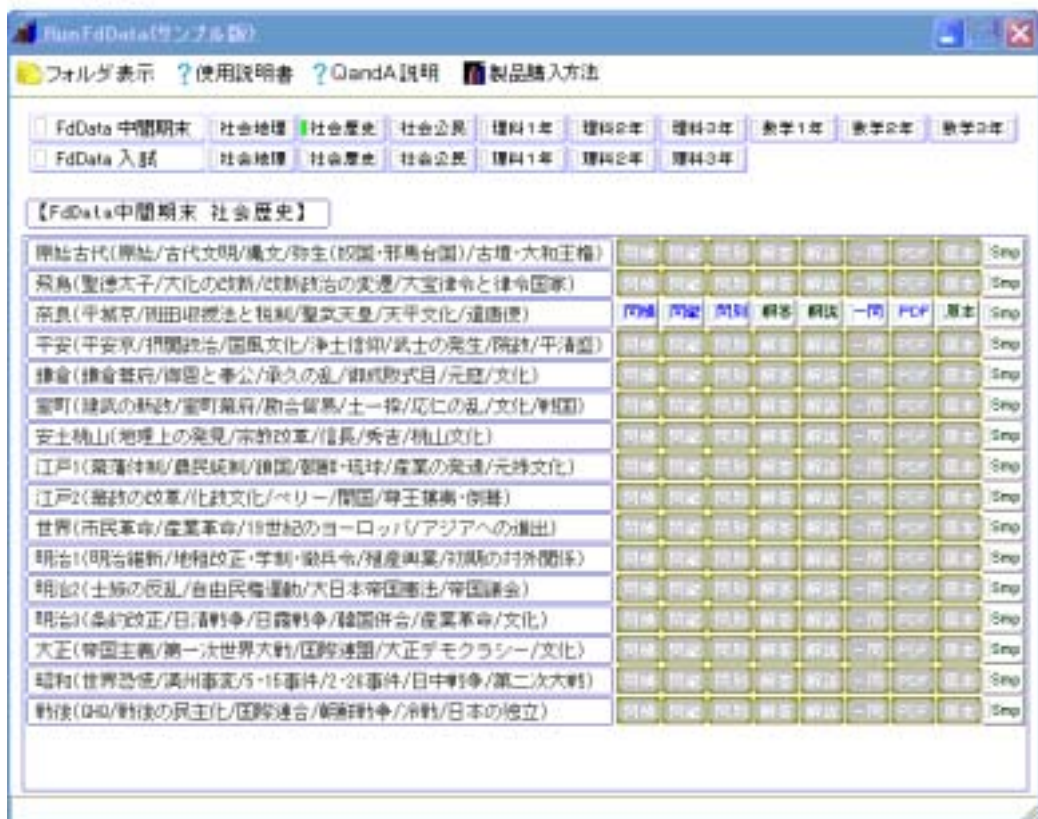 RunFdData(サンプル版)
フォルダ表示 ?使用説明書 ?QandA説明 製品購入方法
FdData 中間期末 社会地理 社会歴史 社会公民 理科1年 理科2年 理科3年 数学1年 数学2年 数学3年
FdData 入試 社会地理 社会歴史 社会公民 理科1年 理科2年 理科3年
【FdData中間期末 社会歴史】
原始古代(原始/古代文明/縄文/弥生(奴国・邪馬台国)/古墳・大和王権) Smp
飛鳥(聖徳太子/大化の改新/改新政治の変遷/大宝律令と律令国家) Smp
奈良(平城京/班田収授法と税制/聖武天皇/天平文化/遣唐使) 問横 問縦 問別 解答 解説 一問 PDF 原本 Smp
平安(平安京/摂関政治/国風文化/浄土信仰/武士の発生/院政/平清盛) Smp
鎌倉(鎌倉幕府/御恩と奉公/承久の乱/御成敗式目/元寇/文化) Smp
室町(建武の新政/室町幕府/勘合貿易/土一揆/応仁の乱/文化/戦国) Smp
安土桃山(地理上の発見/宗教改革/信長/秀吉/桃山文化) Smp
江戸1(幕藩体制/農民統制/鎖国/朝鮮・琉球/産業の発達/元禄文化) Smp
江戸2(幕政の改革/化政文化/ペリー/開国/尊王攘夷・倒幕) Smp
世界(市民革命/産業革命/19世紀のヨーロッパ/アジアへの進出) Smp
明治1(明治維新/地租改正・学制・徴兵令/殖産興業/初期の対外関係) Smp
明治2(士族の反乱/自由民権運動/大日本帝国憲法/帝国議会) Smp
明治3(条約改正/日清戦争/日露戦争/韓国併合/産業革命/文化) Smp
大正(帝国主義/第一次世界大戦/国際連盟/大正デモクラシー/文化) Smp
昭和(世界恐慌/満州事変/5・15事件/2・26事件/日中戦争/第二次大戦) Smp
戦後(GHQ/戦後の民主化/国際連合/朝鮮戦争/冷戦/日本の独立) Smp